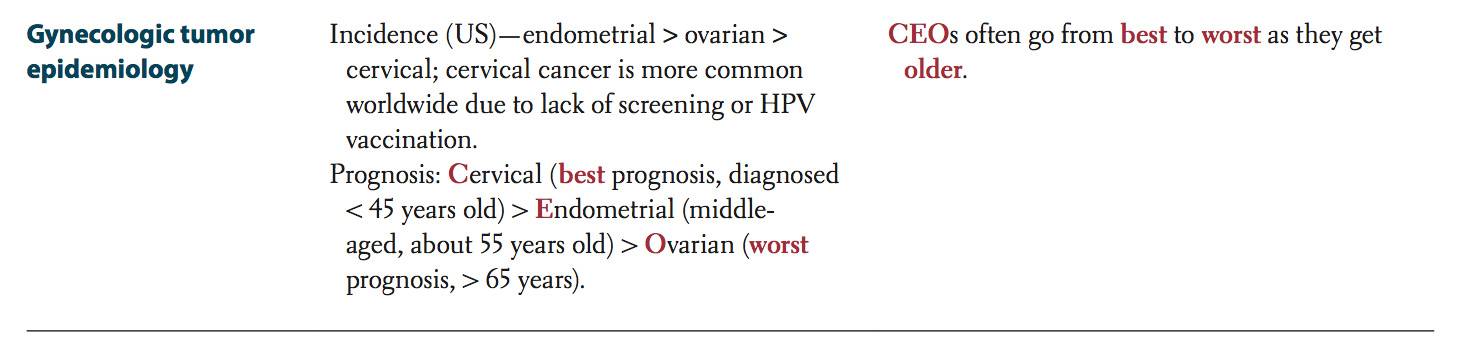 Gynecologic tumor
epidemiology
Incidence (US)—endometrial > ovarian >
cervical; cervical cancer is more common
worldwide due to lack of screening or HPV
vaccination.
Prognosis: Cervical (best prognosis, diagnosed
< 45 years old) > Endometrial (middle-
aged, about 55 years old) > Ovarian (worst
prognosis, > 65 years).
CEOs often go from best to worst as they get
older.